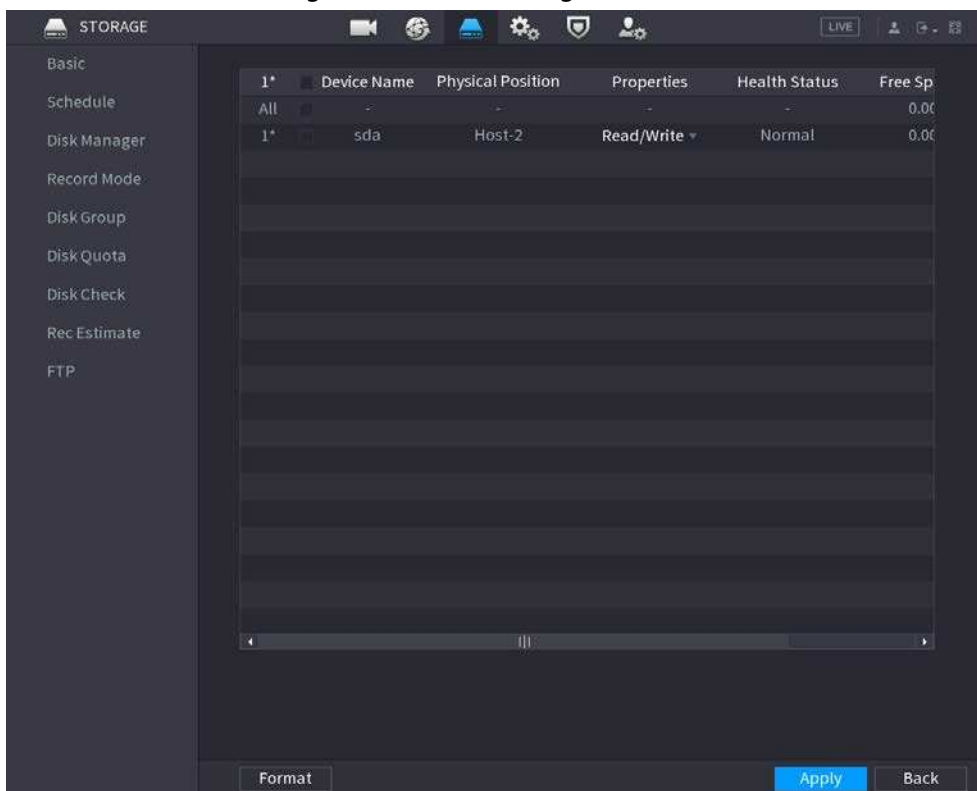 STORAGE LIVE
Basic
Schedule
Disk Manager
Record Mode
Disk Group
Disk Quota
Disk Check
Rec Estimate
FTP
1* Device Name Physical Position Properties Health Status Free Sp
All - - - - 0.00
1* sda Host-2 Read/Write Normal 0.00
Format Apply Back